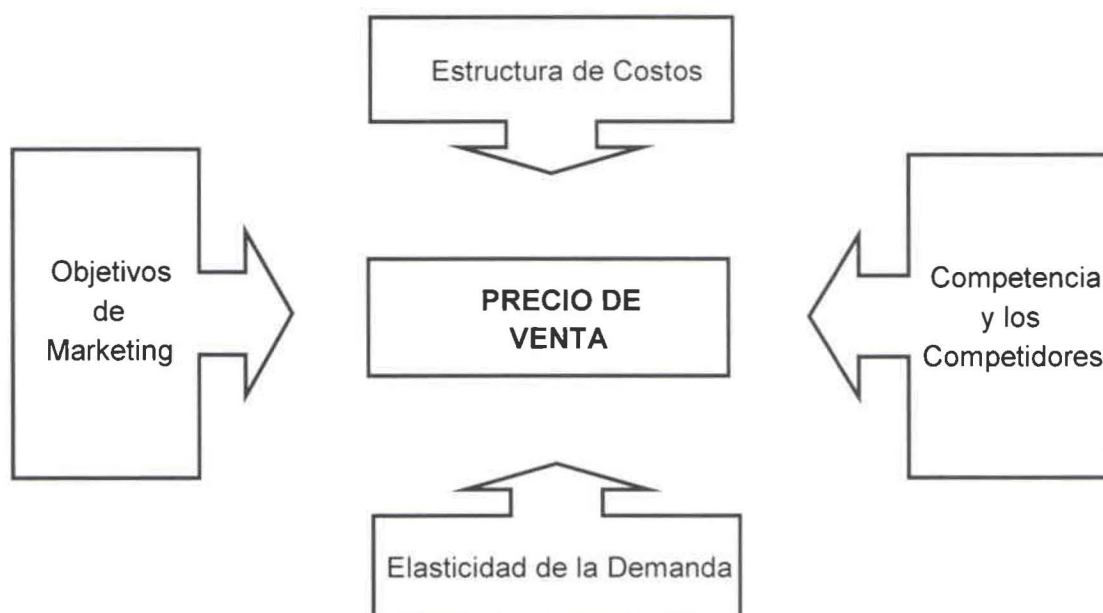 Estructura de Costos
Objetivos
de
Marketing
PRECIO DE
VENTA
Competencia
y los
Competidores
Elasticidad de la Demanda